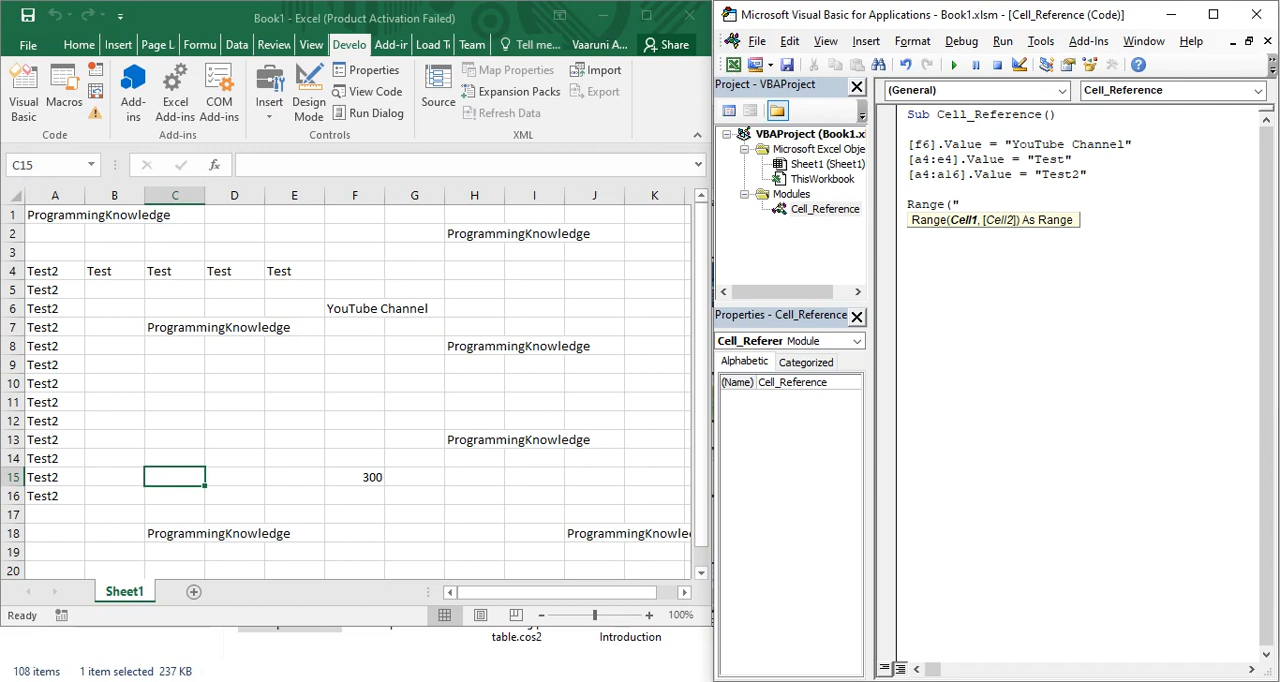 Book1 - Excel (Product Activation Failed)
File Home Insert Page L Formu Data Review View Develo Add-ir Load T Team Tell me... Vaaruni A... Share
Visual Basic
Macros
Add-ins
Excel Add-ins
COM Add-ins
Insert
Design Mode
Properties
View Code
Run Dialog
Source
Map Properties
Expansion Packs
Refresh Data
Import
Export
Code Add-ins Controls XML
C15 fx
A B C D E F G H I J K
1 ProgrammingKnowledge
2 ProgrammingKnowledge
3
4 Test2 Test Test Test Test
5 Test2
6 Test2 YouTube Channel
7 Test2 ProgrammingKnowledge
8 Test2 ProgrammingKnowledge
9 Test2
10 Test2
11 Test2
12 Test2
13 Test2 ProgrammingKnowledge
14 Test2
15 Test2 300
16 Test2
17
18 ProgrammingKnowledge ProgrammingKnowle
19
20
Sheet1
Ready 100%
table.cos2 Introduction
108 items 1 item selected 237 KB
Microsoft Visual Basic for Applications - Book1.xlsm - [Cell_Reference (Code)]
File Edit View Insert Format Debug Run Tools Add-Ins Window Help
Project - VBAProject
VBAProject (Book1.x
Microsoft Excel Obje
Sheet1 (Sheet1)
ThisWorkbook
Modules
Cell_Reference
Properties - Cell_Reference
Cell_Referer Module
Alphabetic Categorized
(Name) Cell_Reference
(General) Cell_Reference
Sub Cell_Reference()
[f6].Value = "YouTube Channel"
[a4:e4].Value = "Test"
[a4:a16].Value = "Test2"
Range("
Range(Cell1, [Cell2]) As Range